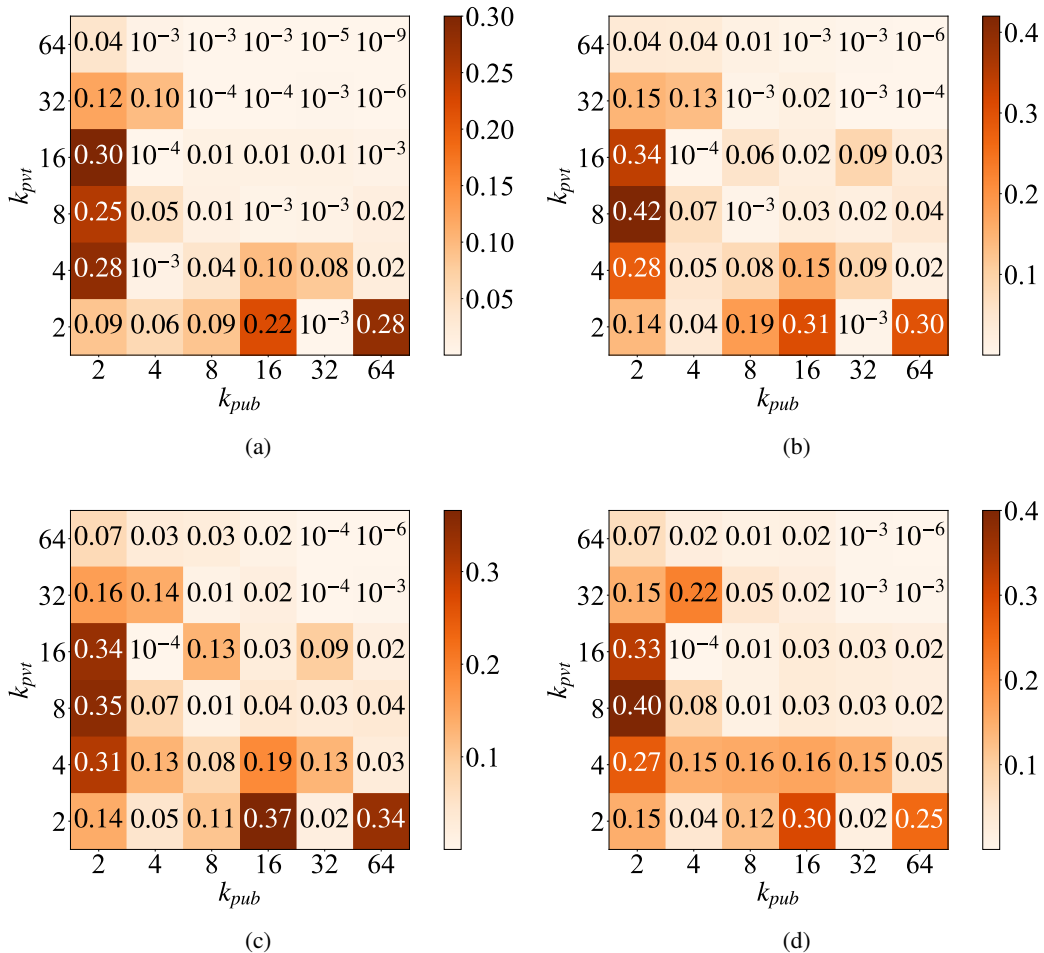 64 0.04 10⁻³ 10⁻³ 10⁻³ 10⁻⁵ 10⁻⁹
32 0.12 0.10 10⁻⁴ 10⁻⁴ 10⁻³ 10⁻⁶
16 0.30 10⁻⁴ 0.01 0.01 0.01 10⁻³
8 0.25 0.05 0.01 10⁻³ 10⁻³ 0.02
4 0.28 10⁻³ 0.04 0.10 0.08 0.02
2 0.09 0.06 0.09 0.22 10⁻³ 0.28
2 4 8 16 32 64
k_pub
k_pvt
0.30
0.25
0.20
0.15
0.10
0.05
(a)
64 0.04 0.04 0.01 10⁻³ 10⁻³ 10⁻⁶
32 0.15 0.13 10⁻³ 0.02 10⁻³ 10⁻⁴
16 0.34 10⁻⁴ 0.06 0.02 0.09 0.03
8 0.42 0.07 10⁻³ 0.03 0.02 0.04
4 0.28 0.05 0.08 0.15 0.09 0.02
2 0.14 0.04 0.19 0.31 10⁻³ 0.30
2 4 8 16 32 64
k_pub
k_pvt
0.4
0.3
0.2
0.1
(b)
64 0.07 0.03 0.03 0.02 10⁻⁴ 10⁻⁶
32 0.16 0.14 0.01 0.02 10⁻⁴ 10⁻³
16 0.34 10⁻⁴ 0.13 0.03 0.09 0.02
8 0.35 0.07 0.01 0.04 0.03 0.04
4 0.31 0.13 0.08 0.19 0.13 0.03
2 0.14 0.05 0.11 0.37 0.02 0.34
2 4 8 16 32 64
k_pub
k_pvt
0.3
0.2
0.1
(c)
64 0.07 0.02 0.01 0.02 10⁻³ 10⁻⁶
32 0.15 0.22 0.05 0.02 10⁻³ 10⁻³
16 0.33 10⁻⁴ 0.01 0.03 0.03 0.02
8 0.40 0.08 0.01 0.03 0.03 0.02
4 0.27 0.15 0.16 0.16 0.15 0.05
2 0.15 0.04 0.12 0.30 0.02 0.25
2 4 8 16 32 64
k_pub
k_pvt
0.4
0.3
0.2
0.1
(d)